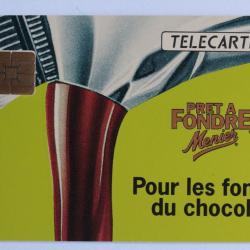 TELECARTE
PRET A
FONDRE
Menier
Pour les fon
du chocol